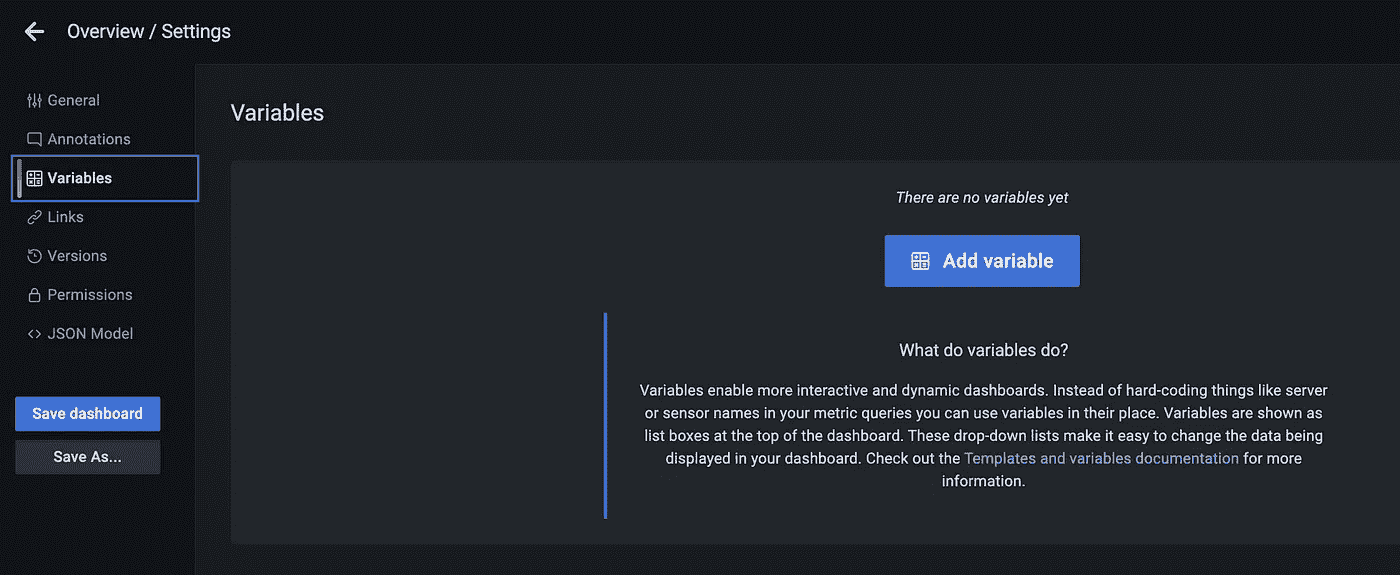 Overview / Settings
General
Annotations
Variables
Links
Versions
Permissions
JSON Model
Save dashboard
Save As...
Variables
There are no variables yet
Add variable
What do variables do?
Variables enable more interactive and dynamic dashboards. Instead of hard-coding things like server
or sensor names in your metric queries you can use variables in their place. Variables are shown as
list boxes at the top of the dashboard. These drop-down lists make it easy to change the data being
displayed in your dashboard. Check out the Templates and variables documentation for more
information.